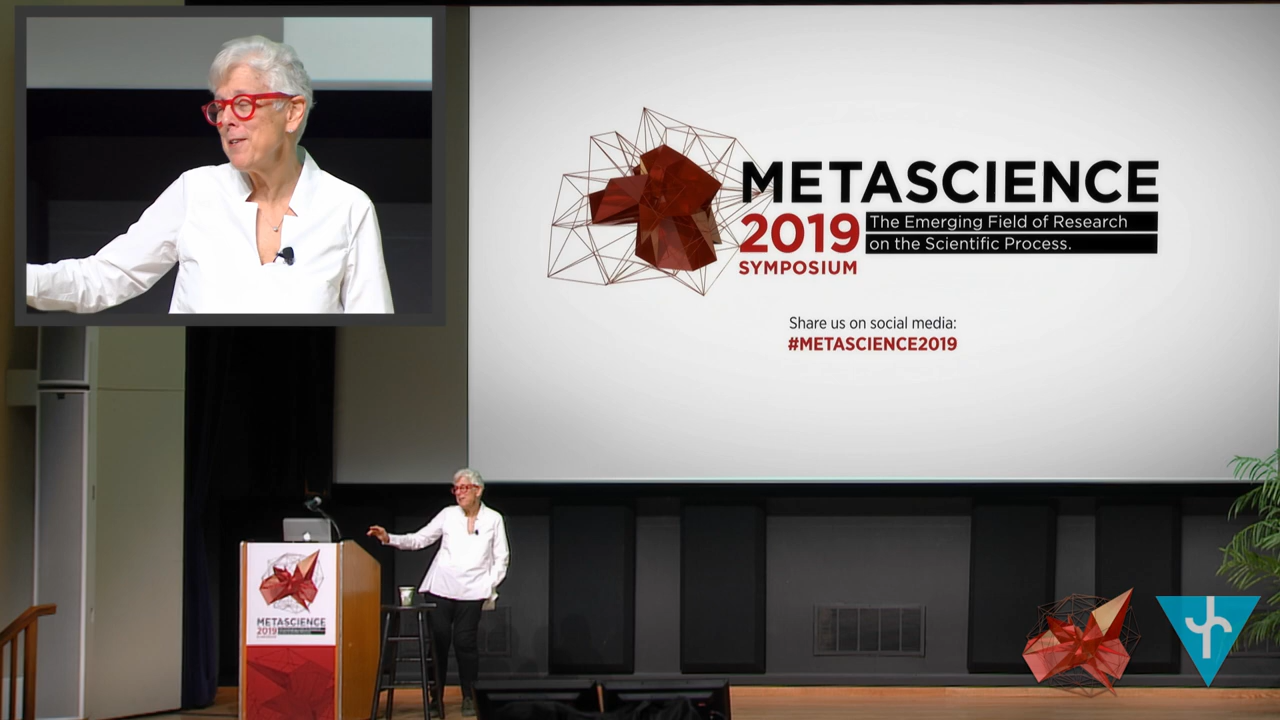 METASCIENCE
2019
The Emerging Field of Research
on the Scientific Process.
SYMPOSIUM
Share us on social media:
#METASCIENCE2019
METASCIENCE
2019